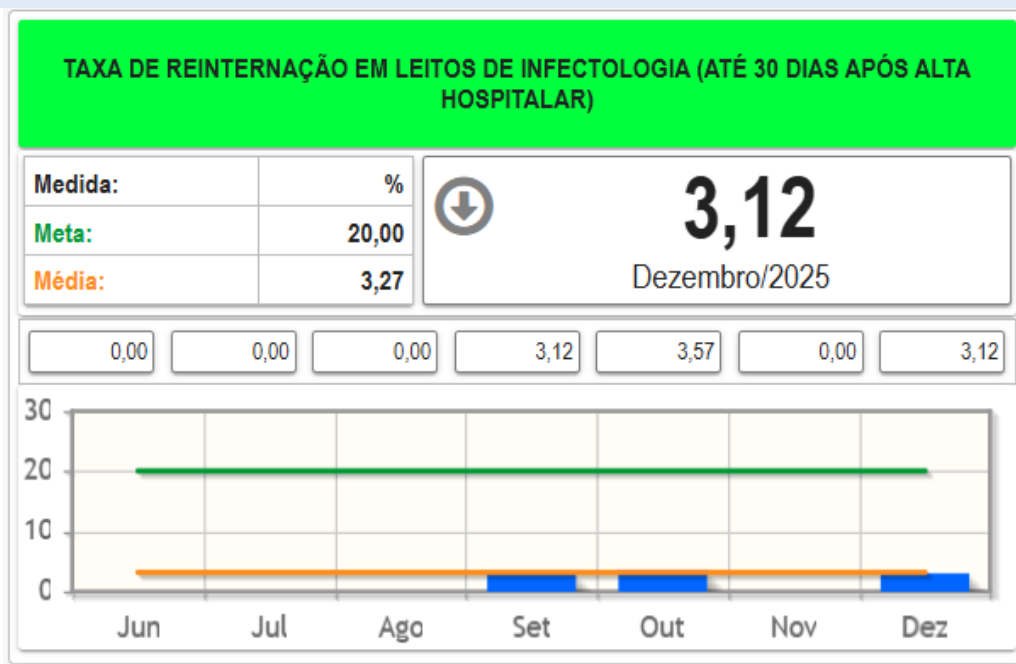 TAXA DE REINTERNAÇÃO EM LEITOS DE INFECTOLOGIA (ATÉ 30 DIAS APÓS ALTA
HOSPITALAR)
Medida: %
Meta: 20,00
Média: 3,27
3,12
Dezembro/2025
0,00 0,00 0,00 3,12 3,57 0,00 3,12
30
20
10
0
Jun Jul Ago Set Out Nov Dez